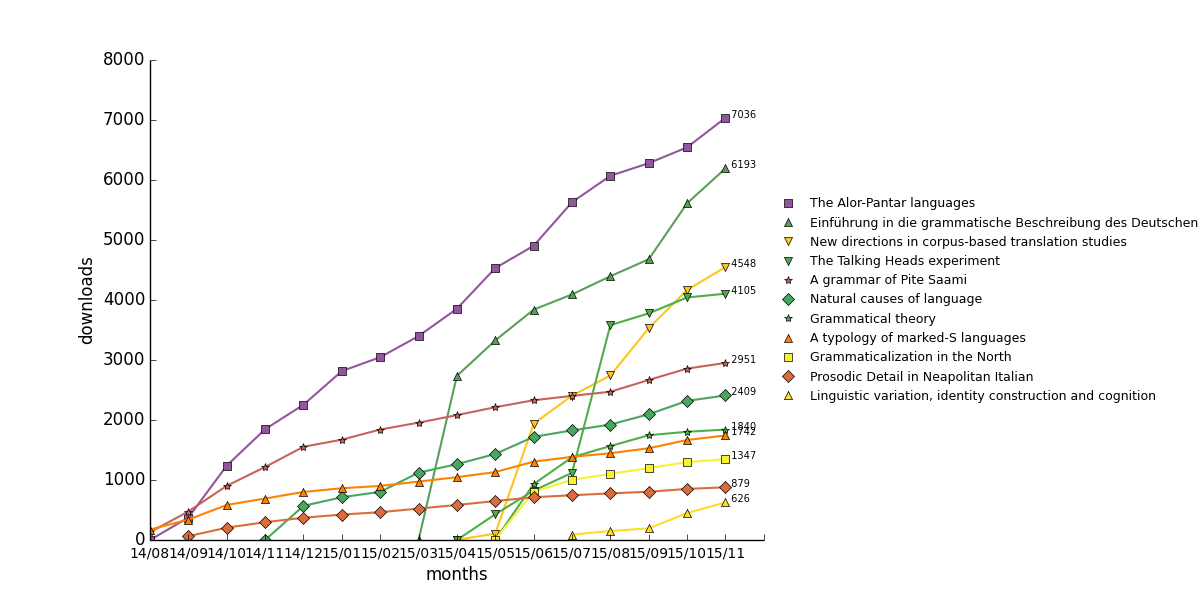 8000
7000
6000
5000
4000
3000
2000
1000
0
downloads
14/08 14/09 14/10 14/11 14/12 15/01 15/02 15/03 15/04 15/05 15/06 15/07 15/08 15/09 15/10 15/11
months
7036
6193
4548
4105
2951
2409
1840
1742
1347
879
626
The Alor-Pantar languages
Einführung in die grammatische Beschreibung des Deutschen
New directions in corpus-based translation studies
The Talking Heads experiment
A grammar of Pite Saami
Natural causes of language
Grammatical theory
A typology of marked-S languages
Grammaticalization in the North
Prosodic Detail in Neapolitan Italian
Linguistic variation, identity construction and cognition